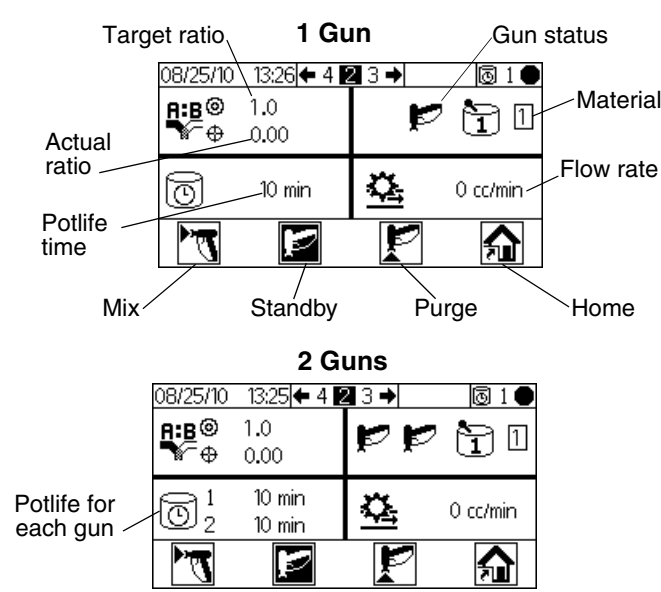 1 Gun
Target ratio
Gun status
08/25/10 13:26 4 2 3 1
A:B 1.0
0.00
1 1
Material
Actual
ratio
10 min
0 cc/min
Flow rate
Potlife
time
Mix
Standby
Purge
Home
2 Guns
08/25/10 13:25 4 2 3 1
A:B 1.0
0.00
1 1
Potlife for
each gun
1 10 min
2 10 min
0 cc/min